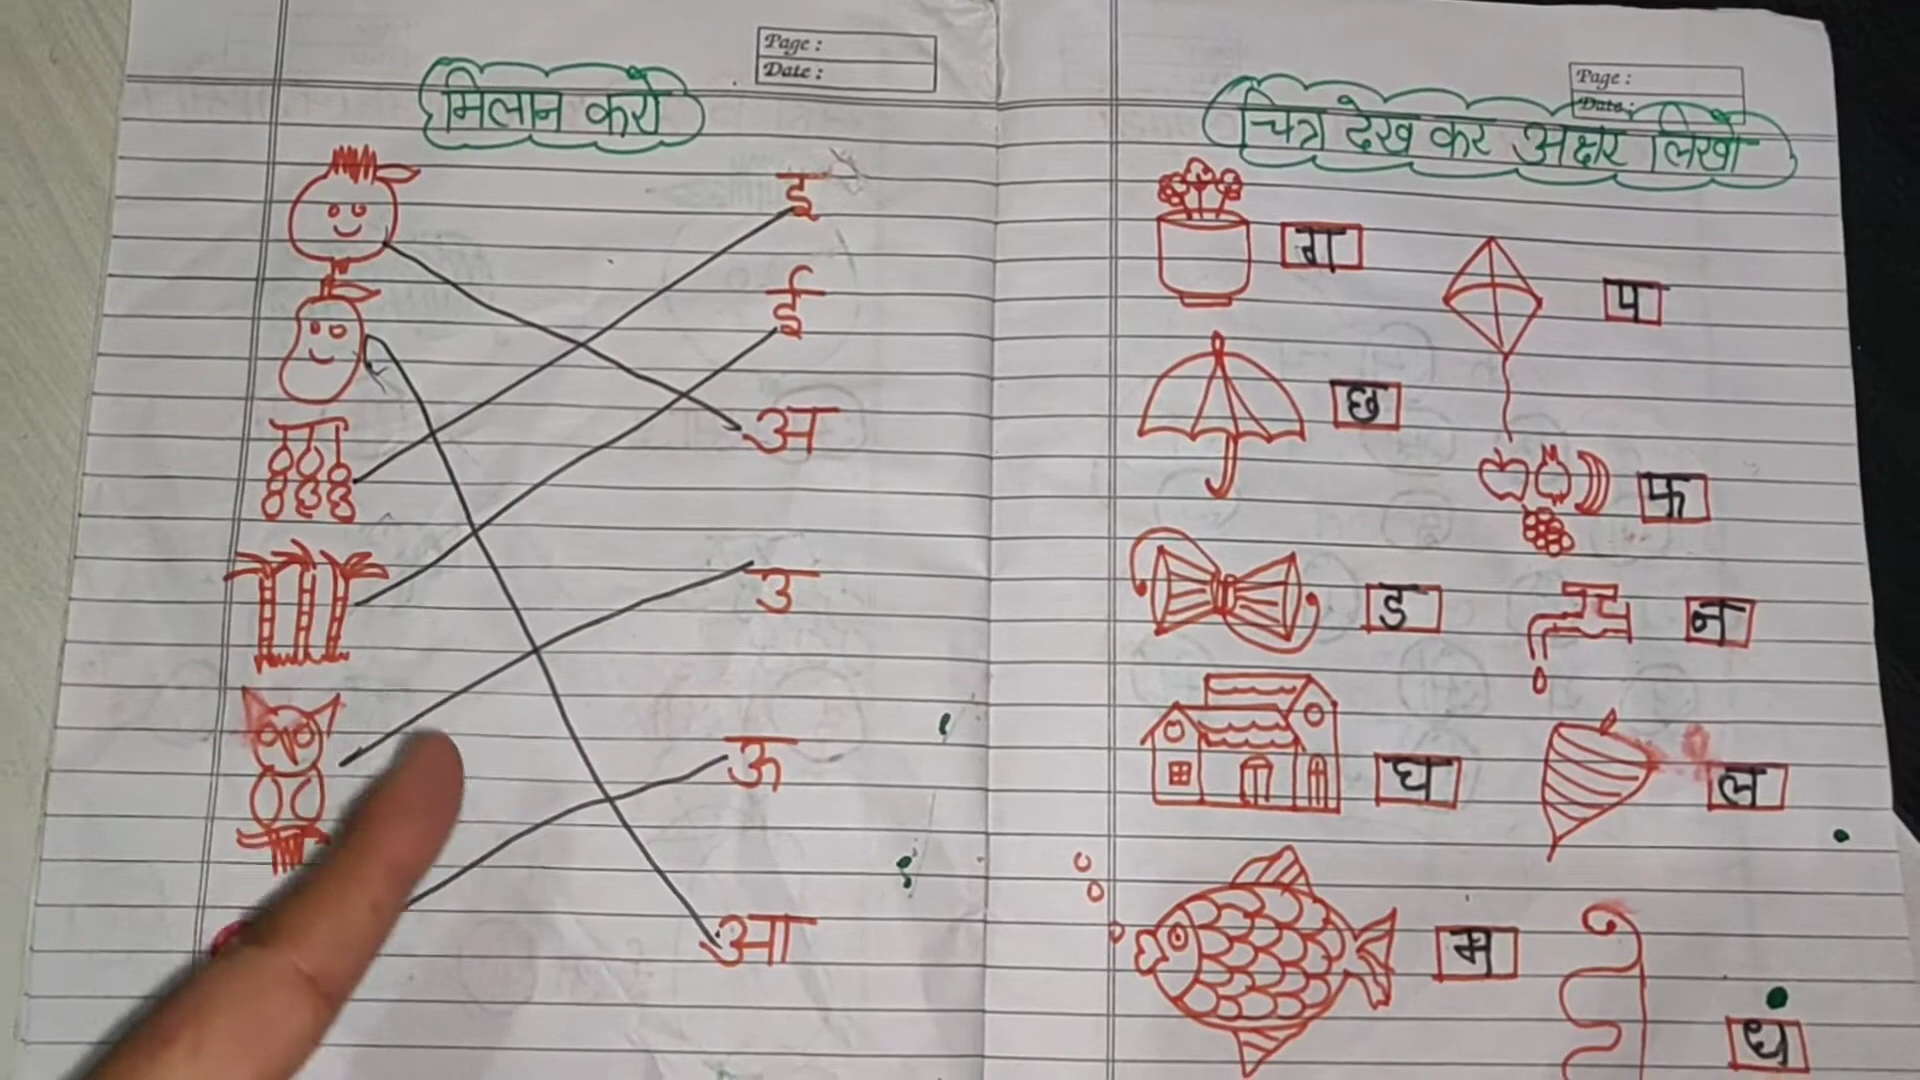 Page :
Date :
मिलान करो
इ
ई
अ
उ
ऊ
आ
Page :
Date :
चित्र देख कर अक्षर लिखो
ग
प
छ
फ
ड
न
घ
ल
म
धं